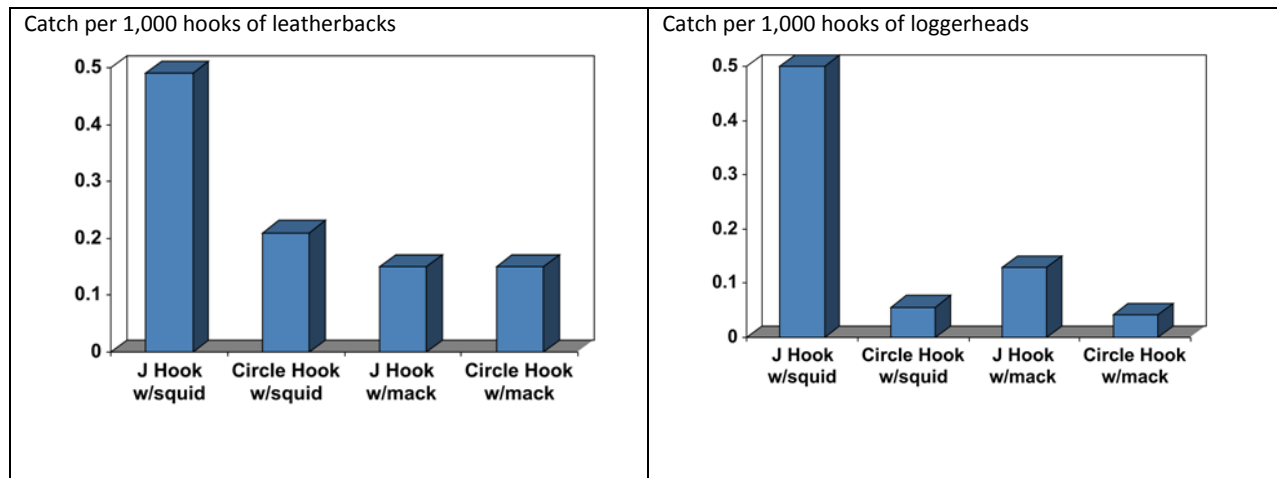 Catch per 1,000 hooks of leatherbacks
0.5
0.4
0.3
0.2
0.1
0
J Hook
w/squid
Circle Hook
w/squid
J Hook
w/mack
Circle Hook
w/mack
Catch per 1,000 hooks of loggerheads
0.5
0.4
0.3
0.2
0.1
0
J Hook
w/squid
Circle Hook
w/squid
J Hook
w/mack
Circle Hook
w/mack